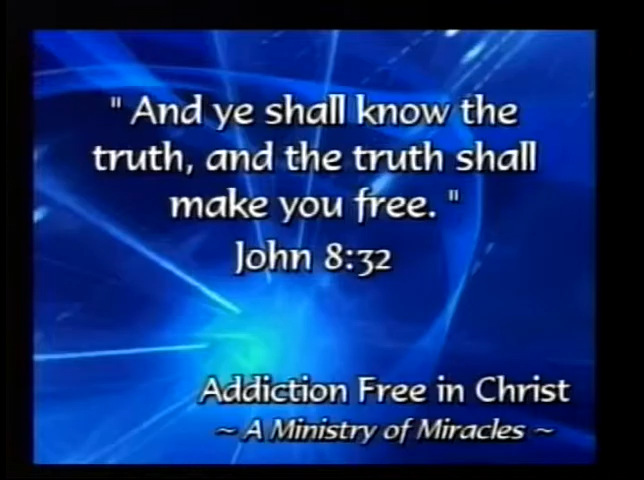 " And ye shall know the
truth, and the truth shall
make you free. "
John 8:32
Addiction Free in Christ
~ A Ministry of Miracles ~